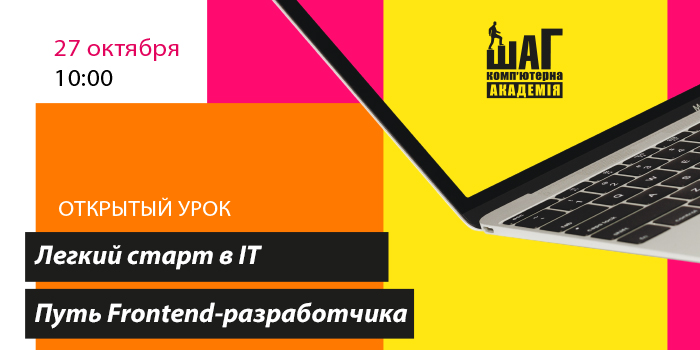 27 октября
10:00
ШАГ
КОМП'ЮТЕРНА
АКАДЕМІЯ
ОТКРЫТЫЙ УРОК
Легкий старт в IT
Путь Frontend-разработчика